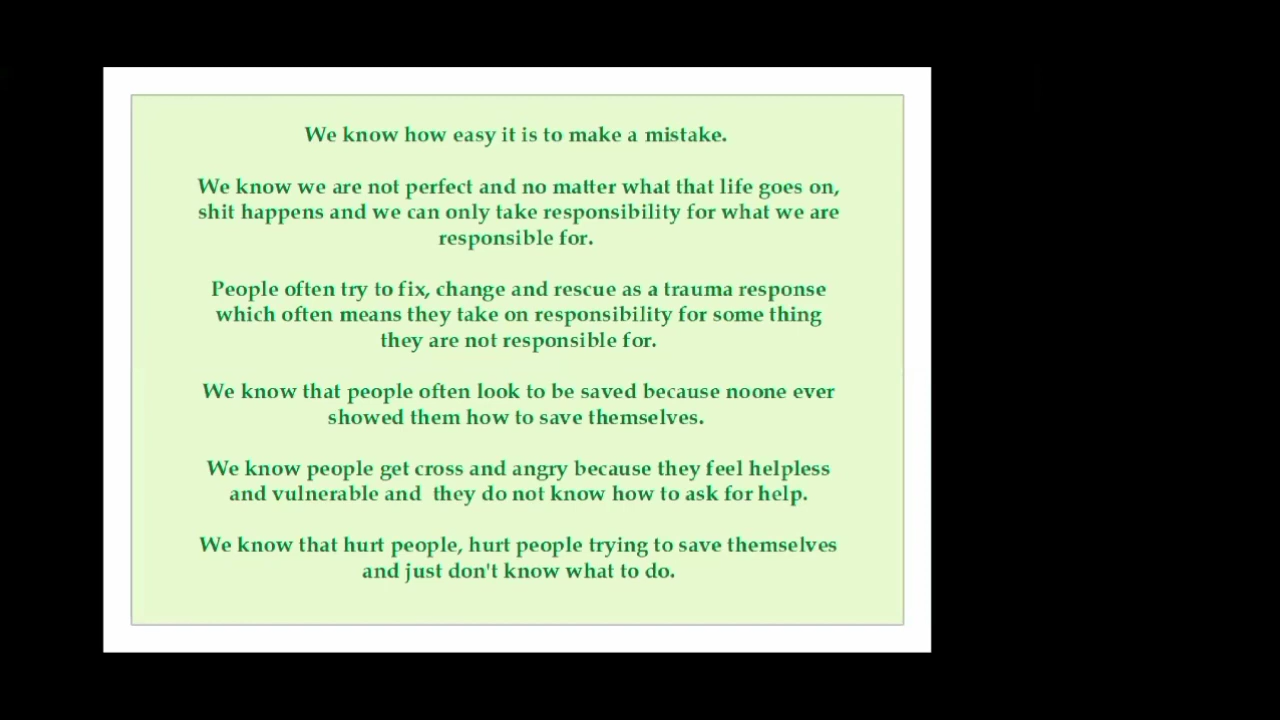 We know how easy it is to make a mistake.
We know we are not perfect and no matter what that life goes on,
shit happens and we can only take responsibility for what we are
responsible for.
People often try to fix, change and rescue as a trauma response
which often means they take on responsibility for some thing
they are not responsible for.
We know that people often look to be saved because noone ever
showed them how to save themselves.
We know people get cross and angry because they feel helpless
and vulnerable and  they do not know how to ask for help.
We know that hurt people, hurt people trying to save themselves
and just don't know what to do.